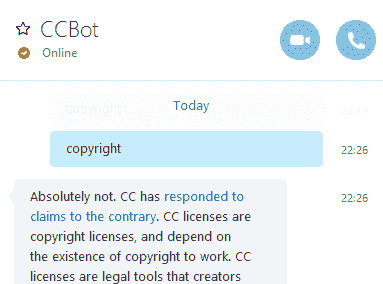 CCBot
Online
copyright 22:14
Today
copyright 22:26
Absolutely not. CC has responded to 22:26
claims to the contrary. CC licenses are
copyright licenses, and depend on
the existence of copyright to work. CC
licenses are legal tools that creators